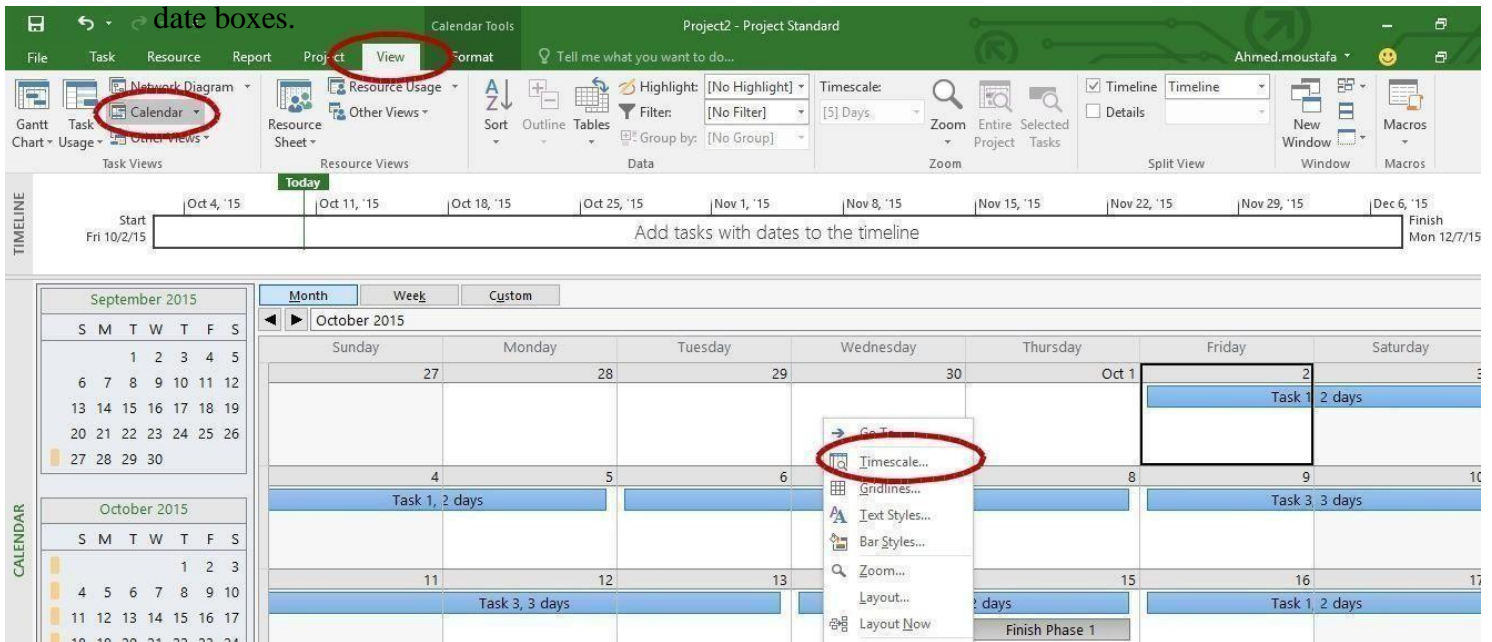 date boxes.
Calendar Tools
Project2 - Project Standard
File Task Resource Report Project View Format Tell me what you want to do... Ahmed.moustafa
Network Diagram Resource Usage Highlight: [No Highlight] Timescale: Timeline Timeline
Calendar Other Views Filter: [No Filter] [5] Days Details
Other Views Group by: [No Group]
Gantt Chart Task Usage Resource Sheet Sort Outline Tables Zoom Entire Project Selected Tasks New Window Macros
Task Views Resource Views Data Zoom Split View Window Macros
Today
TIMELINE
Oct 4, '15 Oct 11, '15 Oct 18, '15 Oct 25, '15 Nov 1, '15 Nov 8, '15 Nov 15, '15 Nov 22, '15 Nov 29, '15 Dec 6, '15
Start
Fri 10/2/15
Add tasks with dates to the timeline
Finish
Mon 12/7/15
CALENDAR
September 2015
S M T W T F S
1 2 3 4 5
6 7 8 9 10 11 12
13 14 15 16 17 18 19
20 21 22 23 24 25 26
27 28 29 30
October 2015
S M T W T F S
1 2 3
4 5 6 7 8 9 10
11 12 13 14 15 16 17
Month Week Custom
October 2015
Sunday Monday Tuesday Wednesday Thursday Friday Saturday
27 28 29 30 Oct 1 2
Task 1, 2 days
4 5 6 8 9 10
Task 1, 2 days Task 3, 3 days
11 12 13 15 16 17
Task 3, 3 days 2 days Task 1, 2 days
Finish Phase 1
Go To
Timescale...
Gridlines...
Text Styles...
Bar Styles...
Zoom...
Layout...
Layout Now